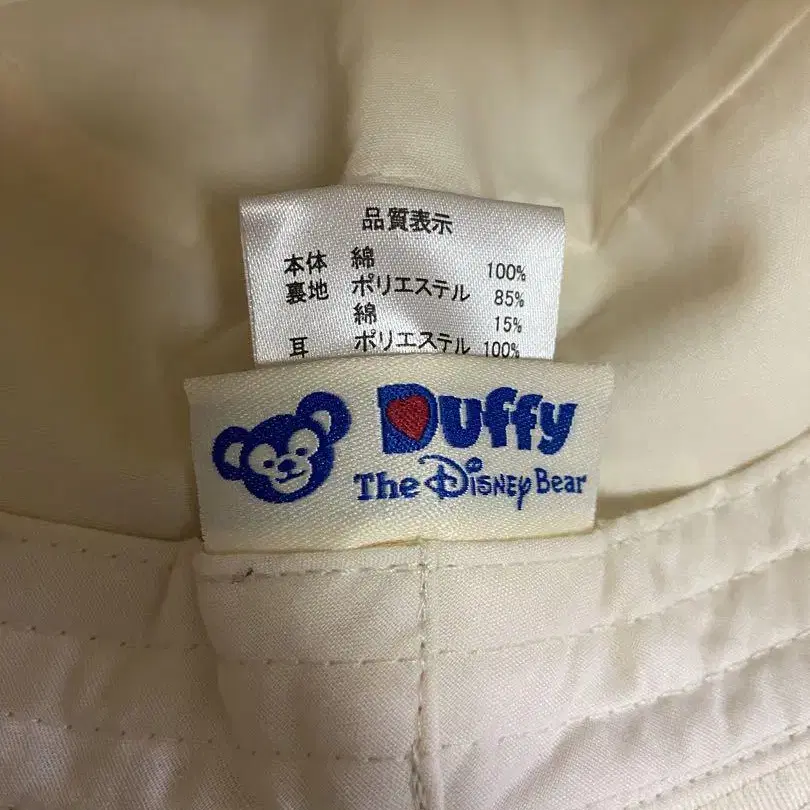 品質表示
本体 綿 100%
裏地 ポリエステル 85%
綿 15%
耳 ポリエステル 100%
Duffy
The Disney Bear